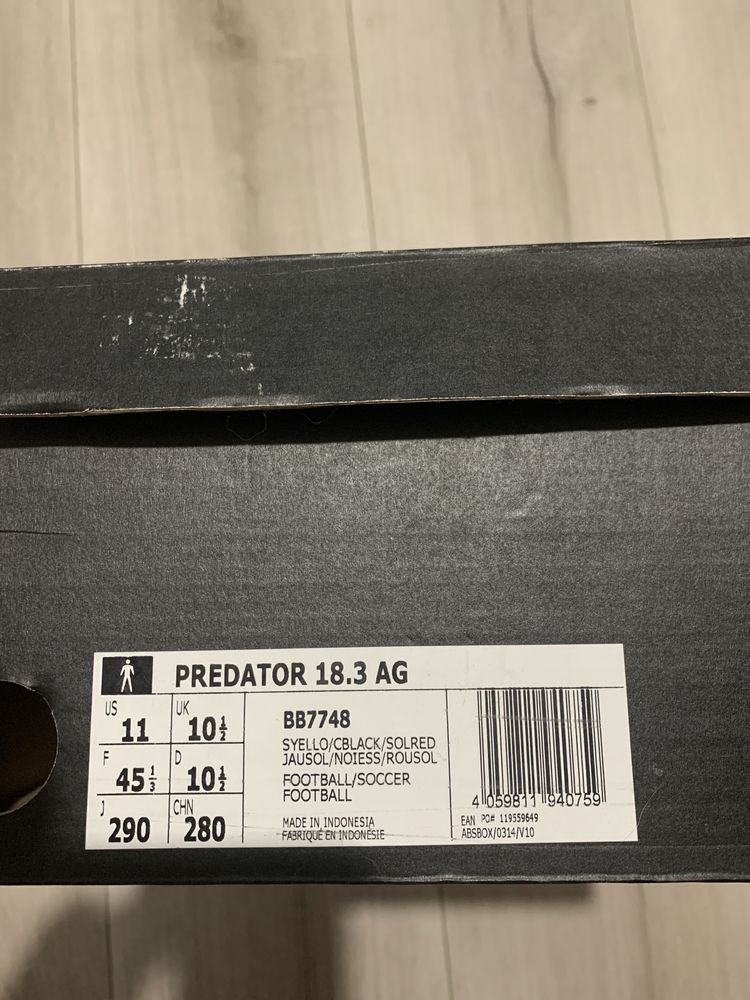 PREDATOR 18.3 AG
US 11 UK 10½
F 45⅓ D 10½
J 290 CHN 280
BB7748
SYELLO/CBLACK/SOLRED
JAUSOL/NOIESS/ROUSOL
FOOTBALL/SOCCER
FOOTBALL
MADE IN INDONESIA
FABRIQUÉ EN INDONÉSIE
4 059811 940759
EAN PO# 119559649
ABSBOX/0314/V10